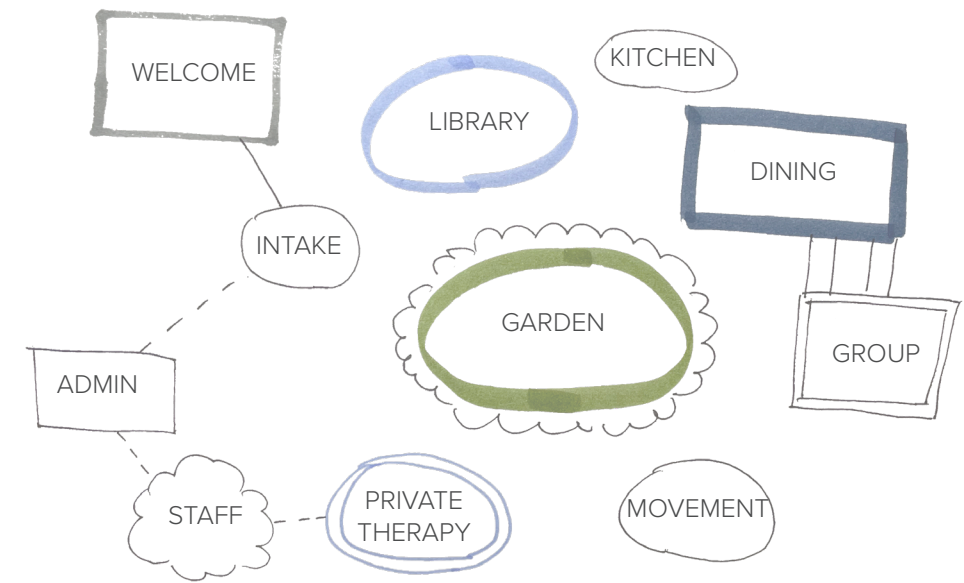 WELCOME
KITCHEN
LIBRARY
DINING
INTAKE
GARDEN
GROUP
ADMIN
STAFF
PRIVATE
THERAPY
MOVEMENT